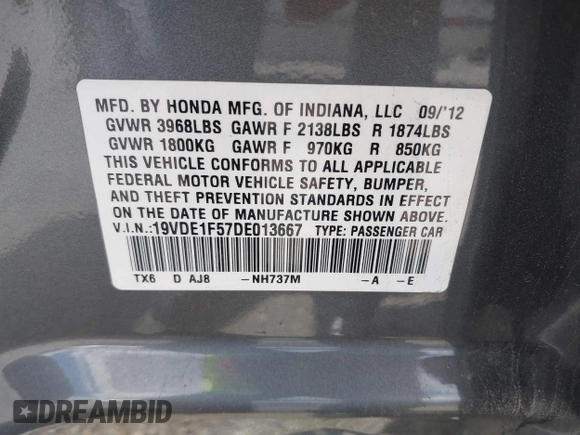 MFD. BY HONDA MFG. OF INDIANA, LLC 09/'12
GVWR 3968LBS GAWR F 2138LBS R 1874LBS
GVWR 1800KG GAWR F 970KG R 850KG
THIS VEHICLE CONFORMS TO ALL APPLICABLE
FEDERAL MOTOR VEHICLE SAFETY, BUMPER,
AND THEFT PREVENTION STANDARDS IN EFFECT
ON THE DATE OF MANUFACTURE SHOWN ABOVE.
V.I.N.:19VDE1F57DE013667 TYPE: PASSENGER CAR
TX6 D AJ8 -NH737M -A -E
DREAMBID